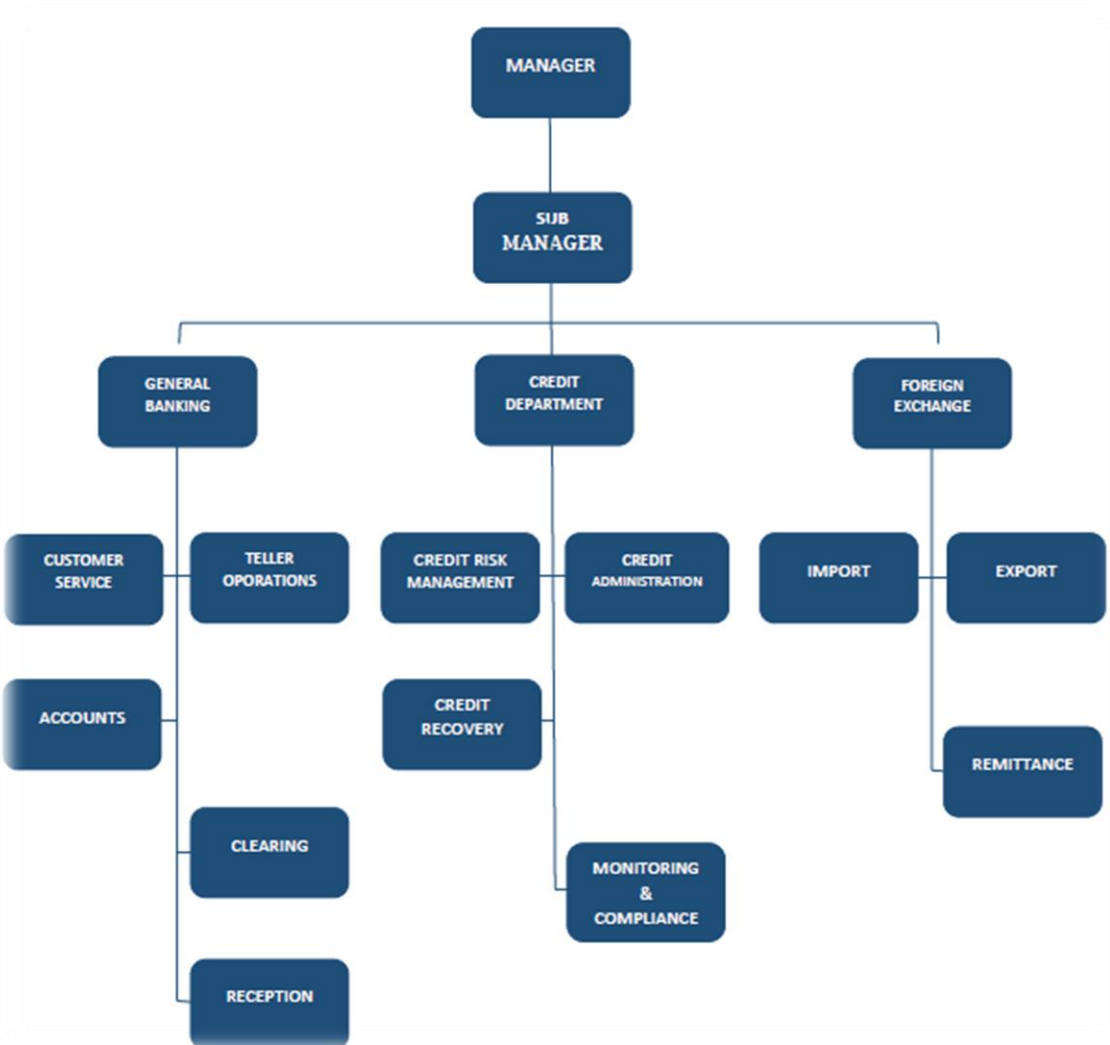 MANAGER
SUB
MANAGER
GENERAL
BANKING
CREDIT
DEPARTMENT
FOREIGN
EXCHANGE
CUSTOMER
SERVICE
TELLER
OPORATIONS
CREDIT RISK
MANAGEMENT
CREDIT
ADMINISTRATION
IMPORT
EXPORT
ACCOUNTS
CREDIT
RECOVERY
REMITTANCE
CLEARING
MONITORING
&
COMPLIANCE
RECEPTION